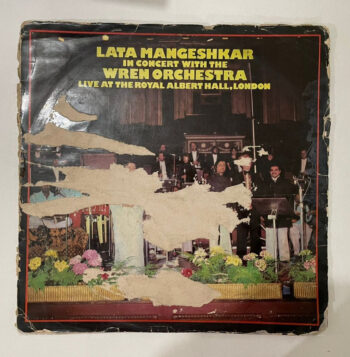 LATA MANGESHKAR
IN CONCERT WITH THE
WREN ORCHESTRA
LIVE AT THE ROYAL ALBERT HALL, LONDON